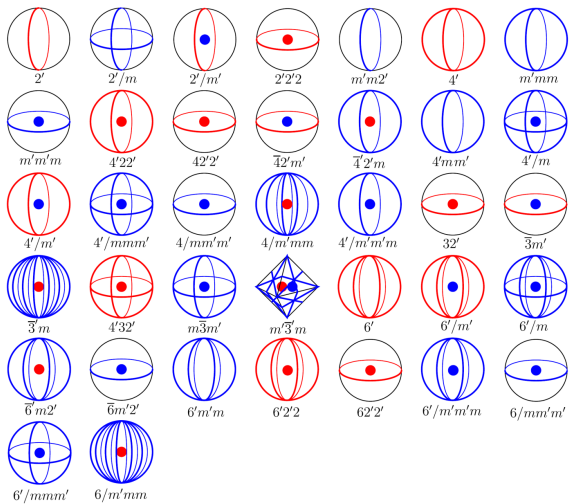 2′ 2′/m 2′/m′ 2′2′2 m′m2′ 4′ m′mm
m′m′m 4′22′ 42′2′ 4̅2′m′ 4̅′2′m 4′mm′ 4′/m
4′/m′ 4′/mmm′ 4/mm′m′ 4/m′mm 4′/m′m′m 32′ 3̅m′
3̅′m 4′32′ m3̅m′ m′3̅′m 6′ 6′/m′ 6′/m
6̅′m2′ 6̅m′2′ 6′m′m 6′2′2 62′2′ 6′/m′m′m 6/mm′m′
6′/mmm′ 6/m′mm